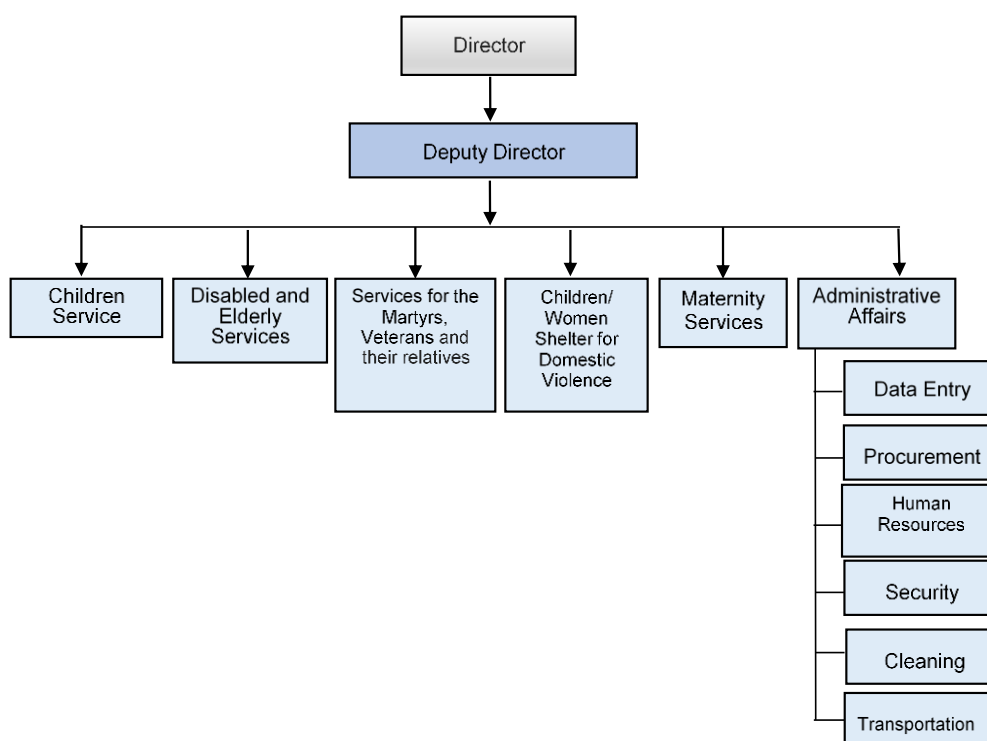 Director
Deputy Director
Children
Service
Disabled and
Elderly
Services
Services for the
Martyrs,
Veterans and
their relatives
Children/
Women
Shelter for
Domestic
Violence
Maternity
Services
Administrative
Affairs
Data Entry
Procurement
Human
Resources
Security
Cleaning
Transportation